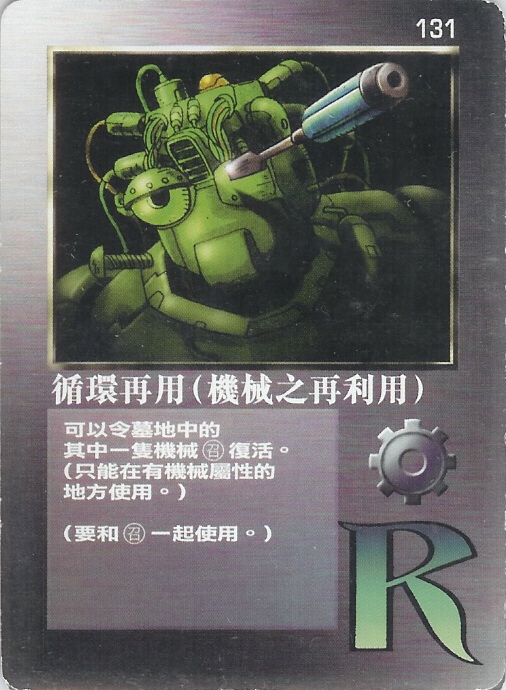 131
循環再用(機械之再利用)
可以令墓地中的
其中一隻機械㊂復活。
(只能在有機械屬性的
地方使用。)
(要和召一起使用。)
R